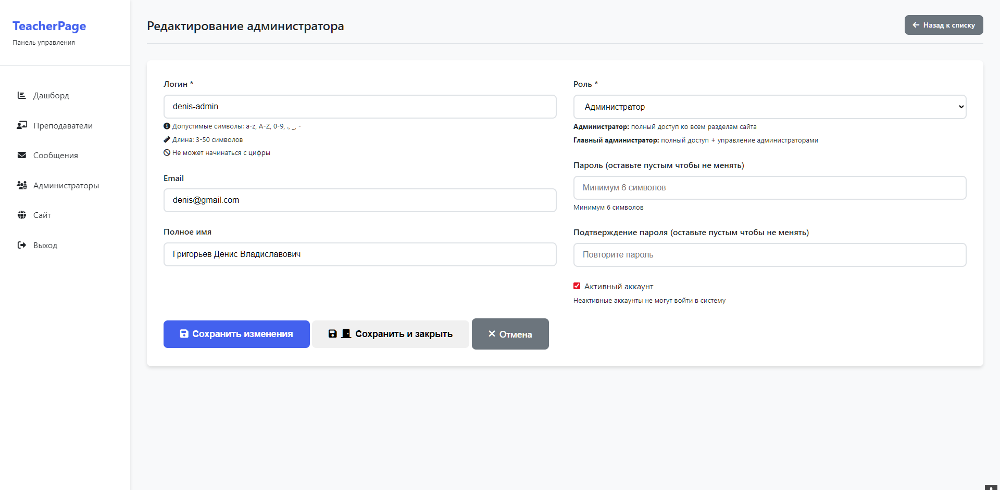 TeacherPage
Панель управления
Дашборд
Преподаватели
Сообщения
Администраторы
Сайт
Выход
Редактирование администратора
Назад к списку
Логин *
denis-admin
Допустимые символы: a-z, A-Z, 0-9, ., _, -
Длина: 3-50 символов
Не может начинаться с цифры
Email
denis@gmail.com
Полное имя
Григорьев Денис Владиславович
Роль *
Администратор
Администратор: полный доступ ко всем разделам сайта
Главный администратор: полный доступ + управление администраторами
Пароль (оставьте пустым чтобы не менять)
Минимум 6 символов
Минимум 6 символов
Подтверждение пароля (оставьте пустым чтобы не менять)
Повторите пароль
Активный аккаунт
Неактивные аккаунты не могут войти в систему
Сохранить изменения
Сохранить и закрыть
Отмена